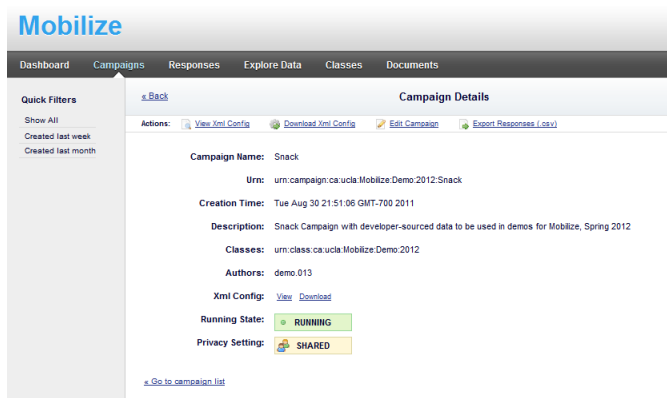 Mobilize
Dashboard Campaigns Responses Explore Data Classes Documents
Quick Filters
Show All
Created last week
Created last month
« Back
Campaign Details
Actions: View Xml Config Download Xml Config Edit Campaign Export Responses (.csv)
Campaign Name: Snack
Urn: urn:campaign:ca:ucla:Mobilize:Demo:2012:Snack
Creation Time: Tue Aug 30 21:51:06 GMT-700 2011
Description: Snack Campaign with developer-sourced data to be used in demos for Mobilize, Spring 2012
Classes: urn:class:ca:ucla:Mobilize:Demo:2012
Authors: demo.013
Xml Config: View Download
Running State: RUNNING
Privacy Setting: SHARED
« Go to campaign list